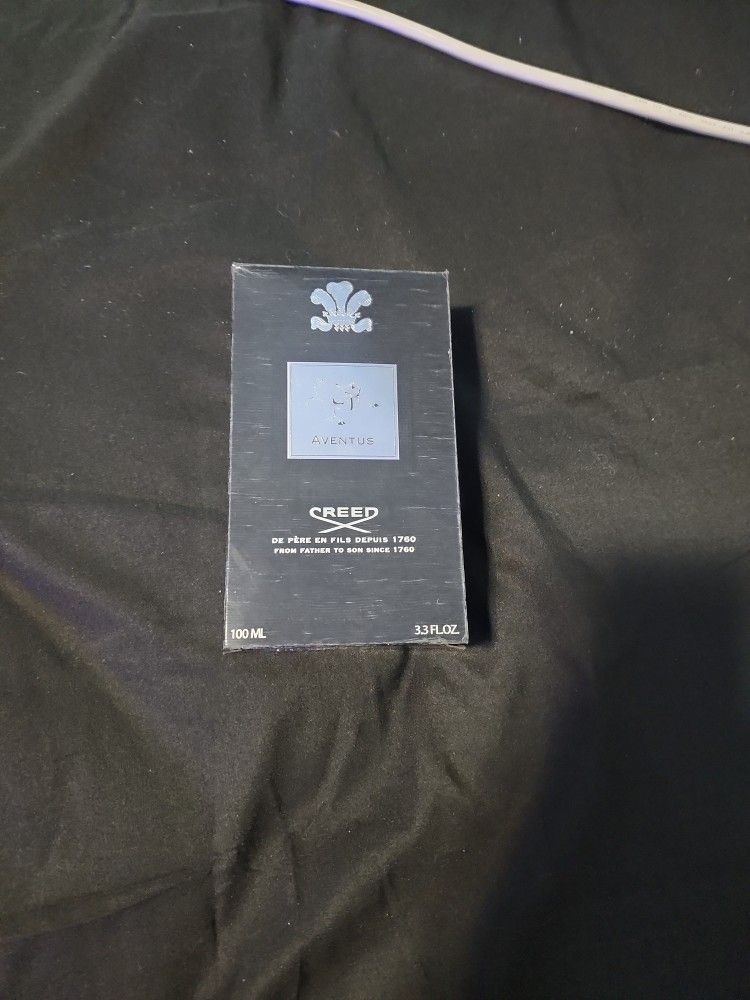 AVENTUS
CREED
DE PÈRE EN FILS DEPUIS 1760
FROM FATHER TO SON SINCE 1760
100 ML 3.3 FL.OZ.